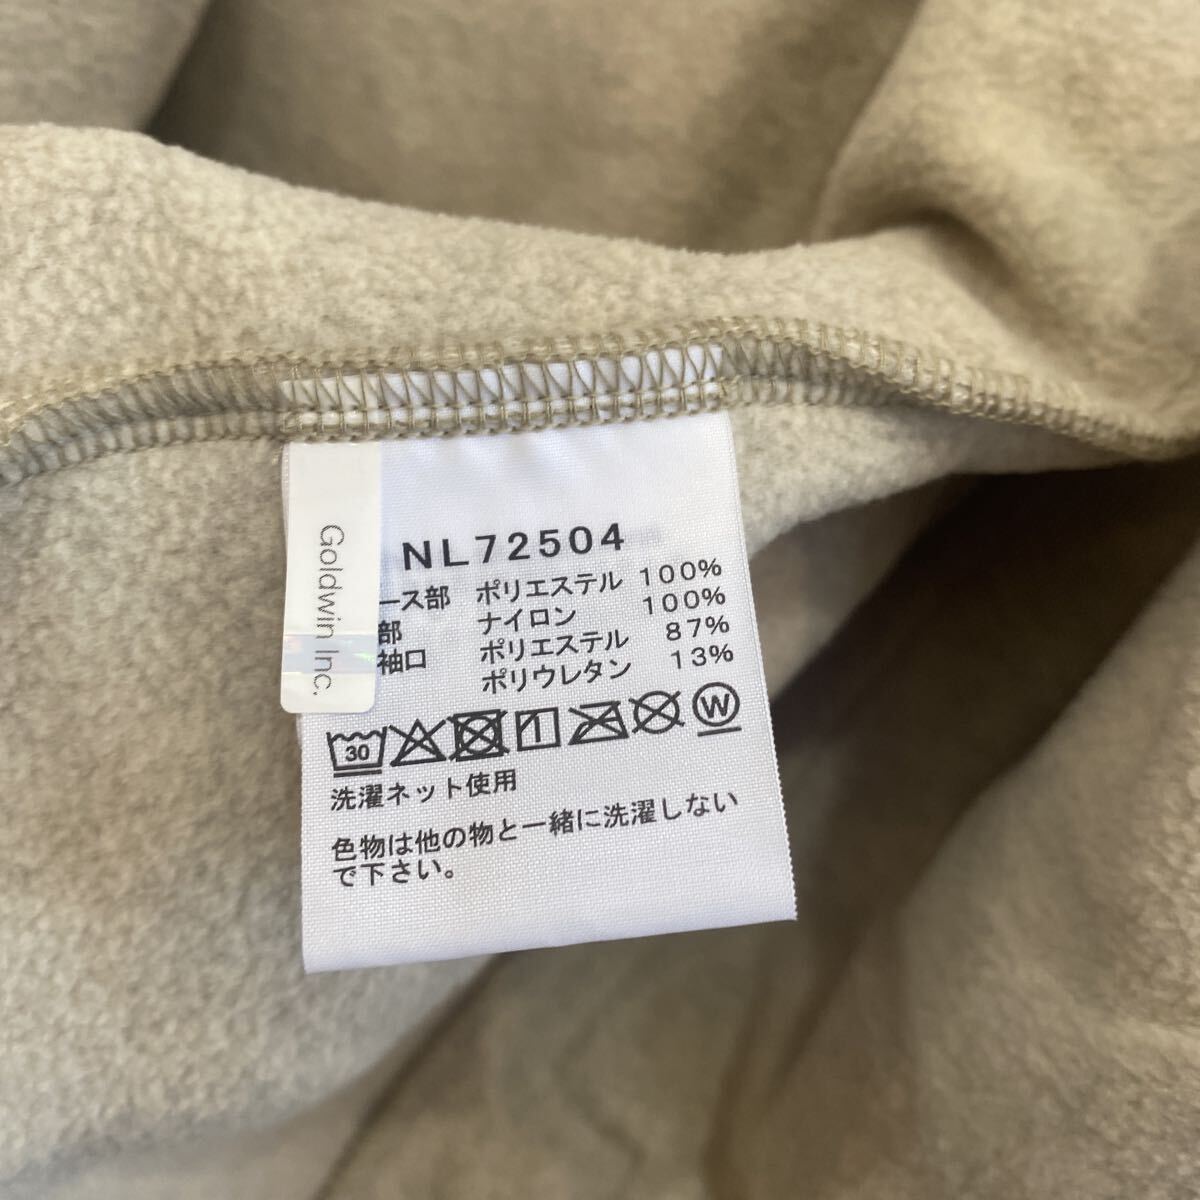 Goldwin Inc.
NL72504
ース部 ポリエステル 100%
部 ナイロン 100%
袖口 ポリエステル 87%
ポリウレタン 13%
30 W
洗濯ネット使用
色物は他の物と一緒に洗濯しない
で下さい。